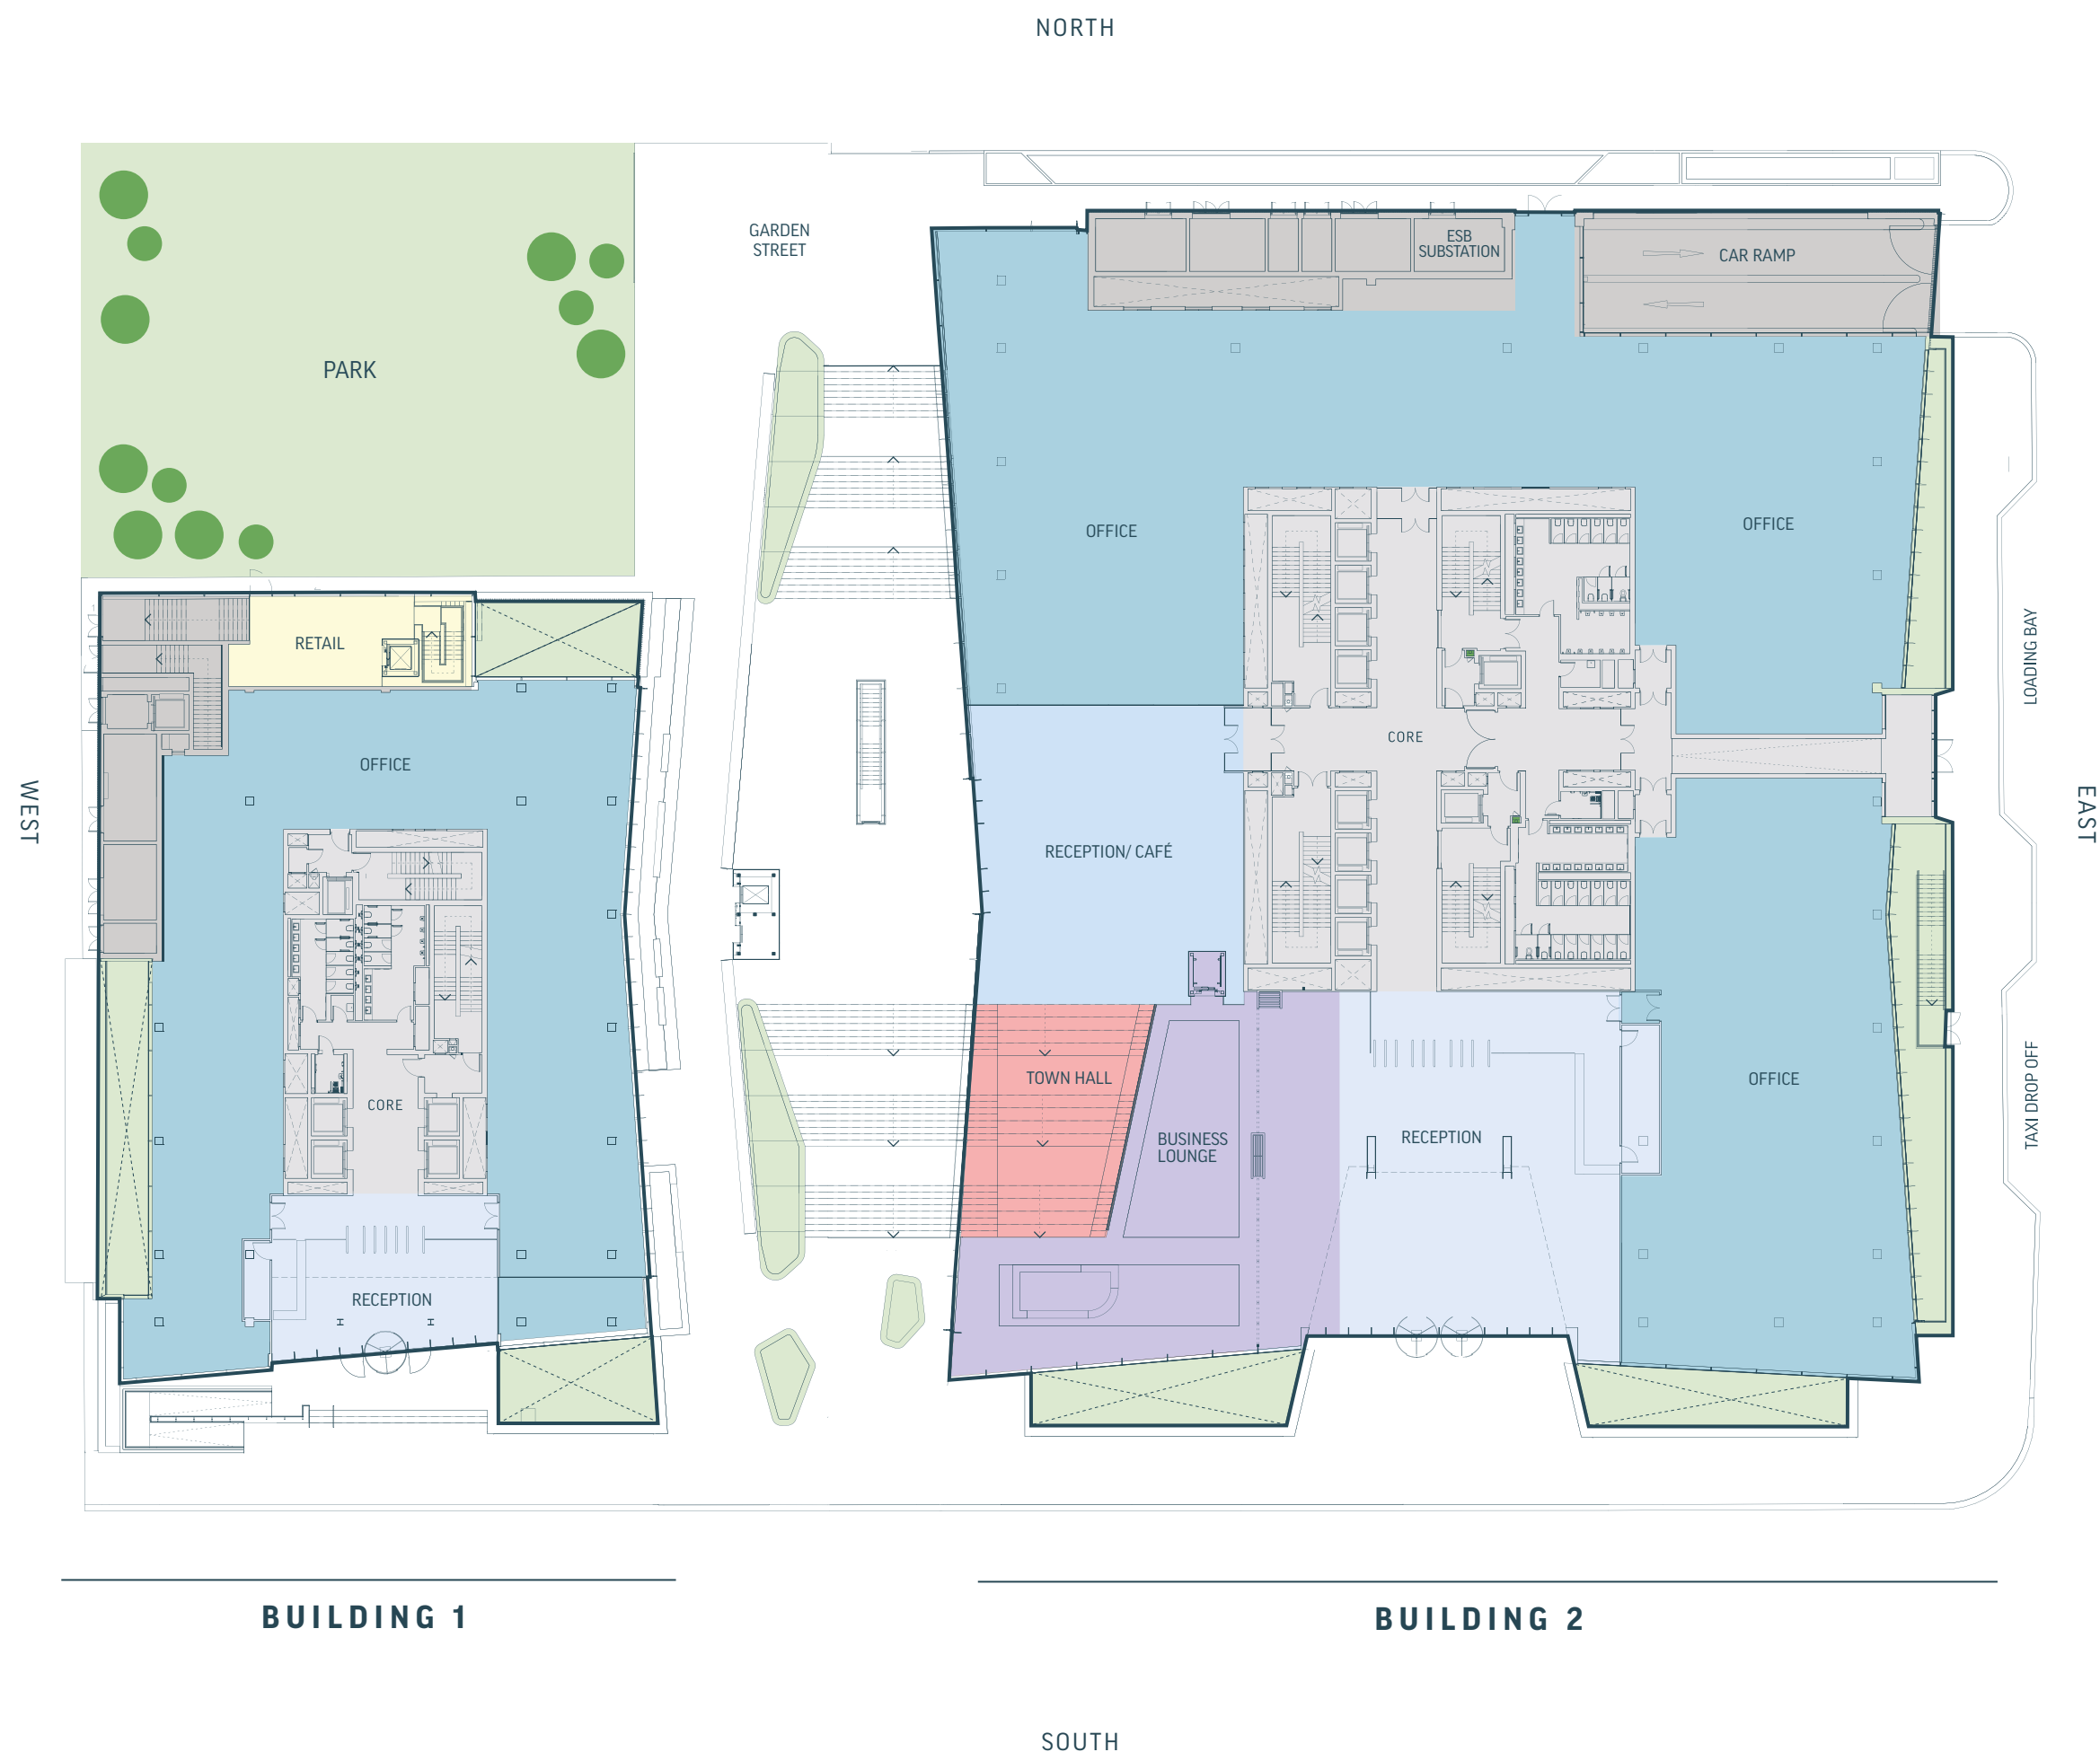 NORTH
GARDEN
STREET
ESB
SUBSTATION
CAR RAMP
PARK
OFFICE
OFFICE
RETAIL
LOADING BAY
CORE
OFFICE
WEST
EAST
RECEPTION/ CAFÉ
TOWN HALL
OFFICE
TAXI DROP OFF
CORE
BUSINESS
LOUNGE
RECEPTION
RECEPTION
BUILDING 1
BUILDING 2
SOUTH